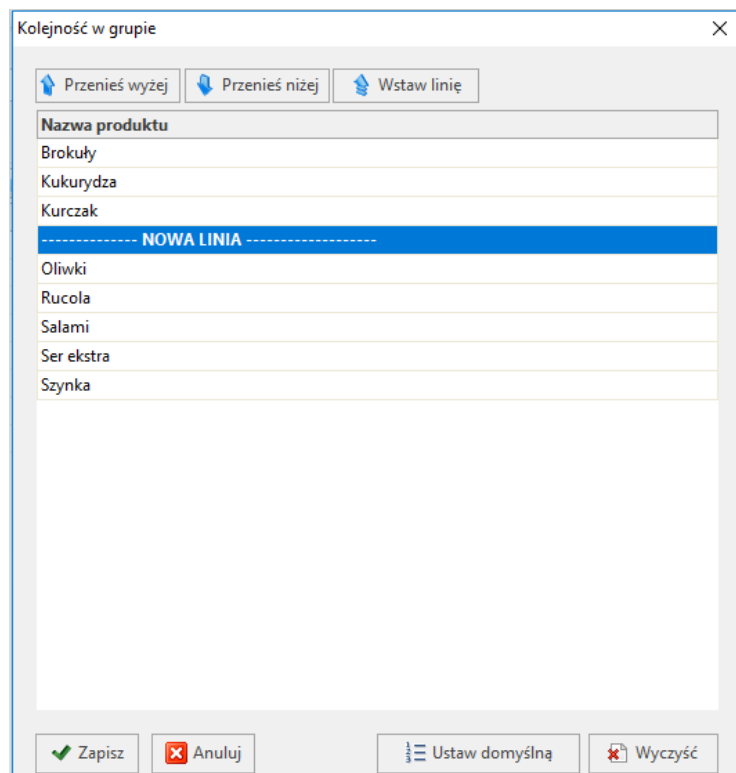 Kolejność w grupie
Przenieś wyżej Przenieś niżej Wstaw linię
Nazwa produktu
Brokuły
Kukurydza
Kurczak
-------------- NOWA LINIA -------------------
Oliwki
Rucola
Salami
Ser ekstra
Szynka
Zapisz Anuluj Ustaw domyślną Wyczyść